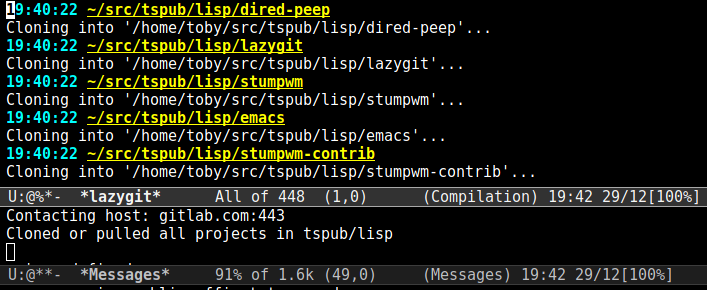 19:40:22 ~/src/tspub/lisp/dired-peep
Cloning into '/home/toby/src/tspub/lisp/dired-peep'...
19:40:22 ~/src/tspub/lisp/lazygit
Cloning into '/home/toby/src/tspub/lisp/lazygit'...
19:40:22 ~/src/tspub/lisp/stumpwm
Cloning into '/home/toby/src/tspub/lisp/stumpwm'...
19:40:22 ~/src/tspub/lisp/emacs
Cloning into '/home/toby/src/tspub/lisp/emacs'...
19:40:22 ~/src/tspub/lisp/stumpwm-contrib
Cloning into '/home/toby/src/tspub/lisp/stumpwm-contrib'...
U:@%*-  *lazygit*      All of 448  (1,0)      (Compilation) 19:42 29/12[100%]
Contacting host: gitlab.com:443
Cloned or pulled all projects in tspub/lisp
U:@**-  *Messages*     91% of 1.6k (49,0)     (Messages) 19:42 29/12[100%]